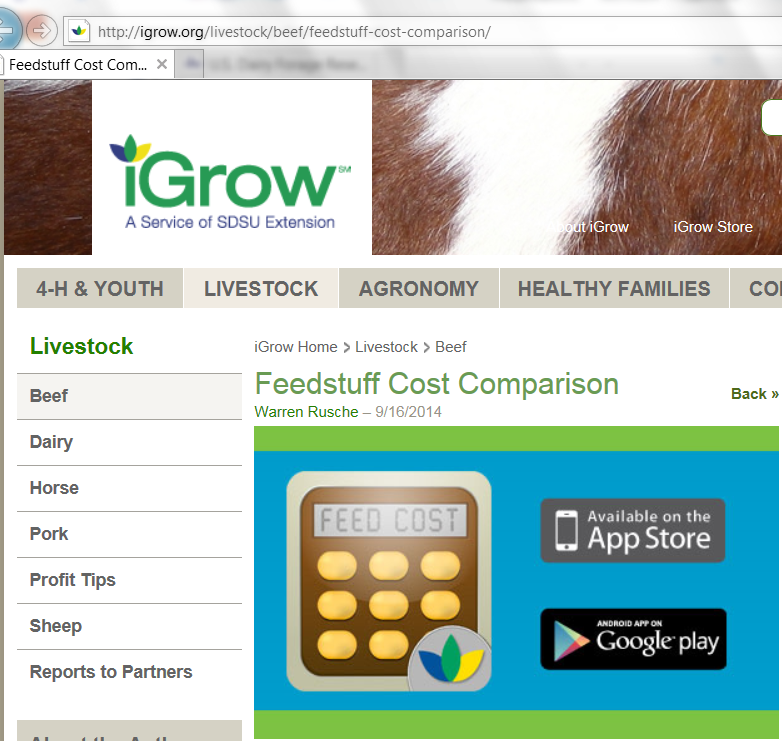 http://igrow.org/livestock/beef/feedstuff-cost-comparison/
Feedstuff Cost Com...
iGrow SM
A Service of SDSU Extension
out iGrow
iGrow Store
4-H & YOUTH
LIVESTOCK
AGRONOMY
HEALTHY FAMILIES
CO
Livestock
Beef
Dairy
Horse
Pork
Profit Tips
Sheep
Reports to Partners
iGrow Home > Livestock > Beef
Feedstuff Cost Comparison
Back »
Warren Rusche – 9/16/2014
FEED COST
Available on the
App Store
ANDROID APP ON
Google play